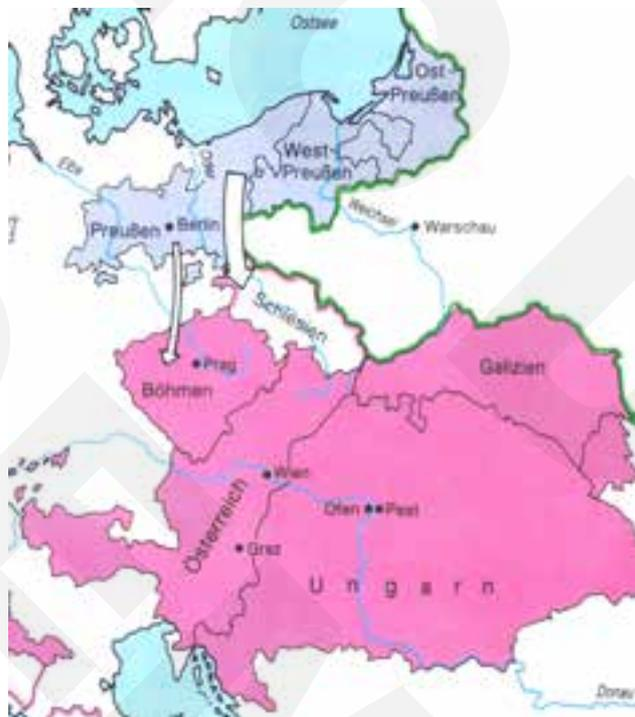 Ostsee
Ost-
Preußen
West-
Preußen
Elbe
Oder
Weichsel
Warschau
Preußen
Berlin
Schlesien
Prag
Böhmen
Galizien
Wien
Ofen
Pest
Österreich
Graz
Ungarn
Donau